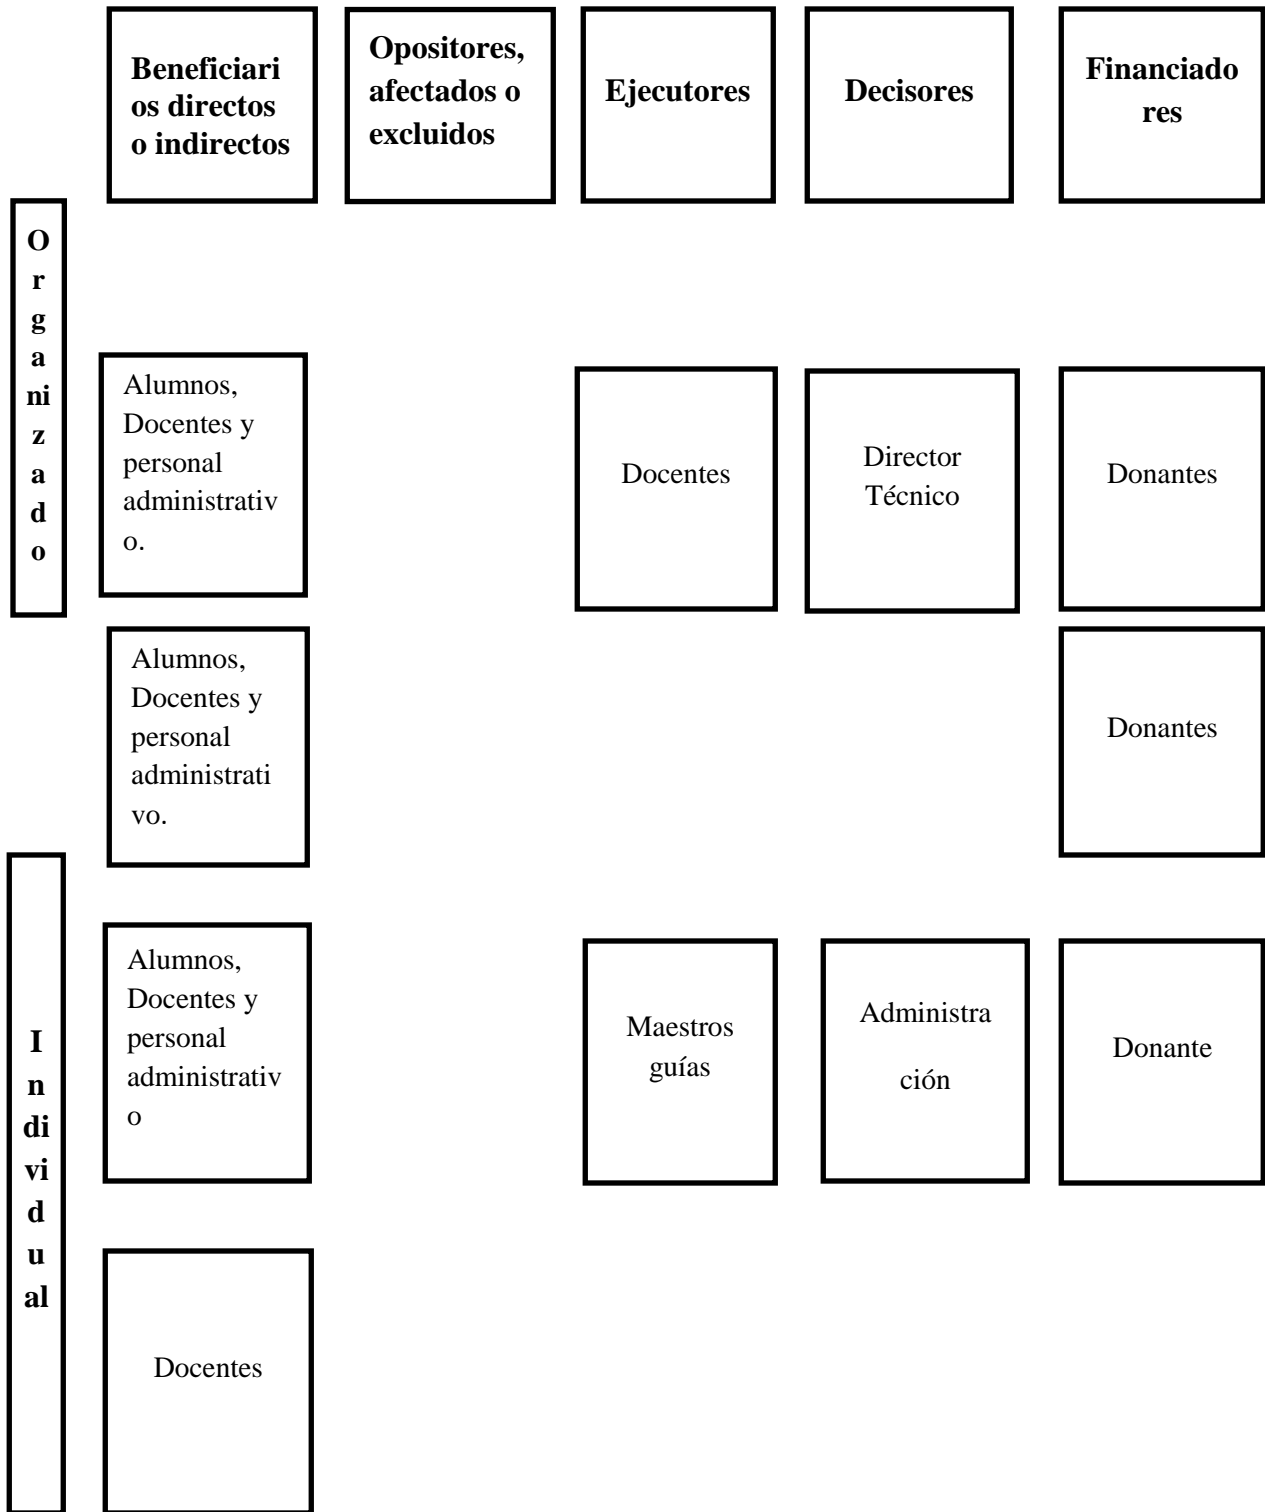 Beneficiari
os directos
o indirectos
Opositores,
afectados o
excluidos
Ejecutores
Decisores
Financiado
res
O
r
g
a
ni
z
a
d
o
Alumnos,
Docentes y
personal
administrativ
o.
Docentes
Director
Técnico
Donantes
Alumnos,
Docentes y
personal
administrati
vo.
Donantes
I
n
di
vi
d
u
al
Alumnos,
Docentes y
personal
administrativ
o
Maestros
guías
Administra
ción
Donante
Docentes